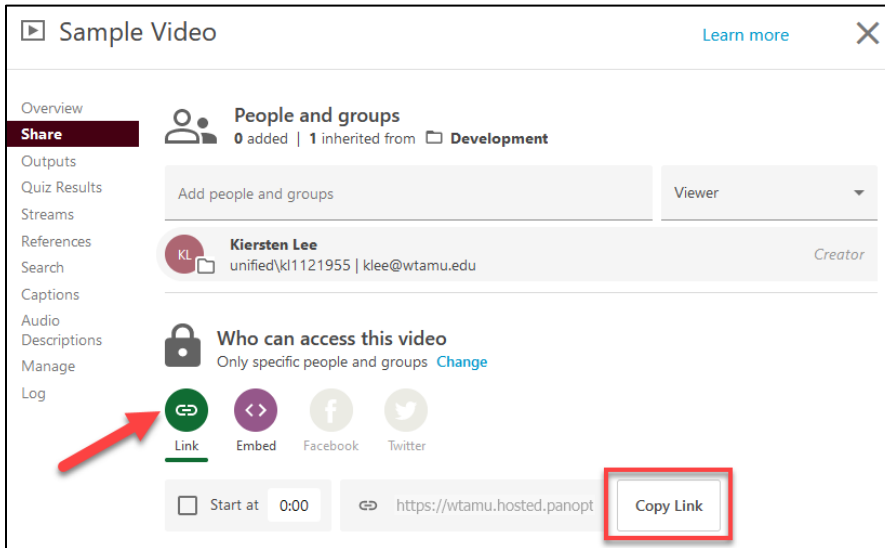 Sample Video
Learn more
Overview
Share
Outputs
Quiz Results
Streams
References
Search
Captions
Audio
Descriptions
Manage
Log
People and groups
0 added | 1 inherited from Development
Add people and groups
Viewer
KL
Kiersten Lee
unified\kl1121955 | klee@wtamu.edu
Creator
Who can access this video
Only specific people and groups Change
Link Embed Facebook Twitter
Start at 0:00 https://wtamu.hosted.panopt Copy Link